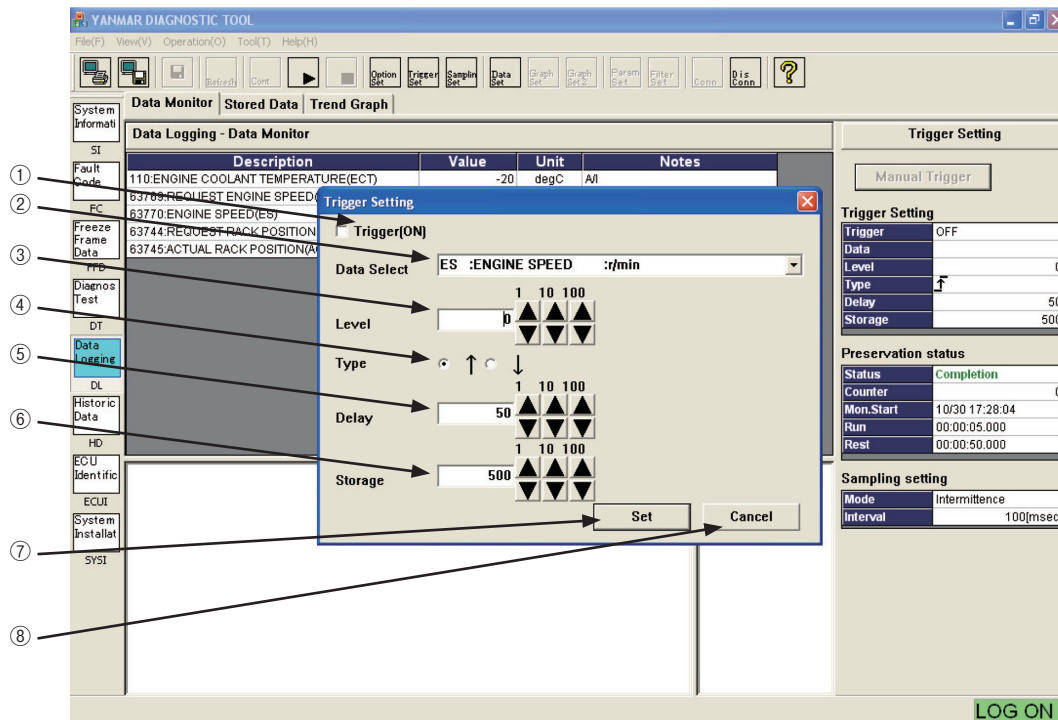 YANMAR DIAGNOSTIC TOOL
File(F) View(V) Operation(O) Tool(T) Help(H)
Refresh Cont Option Set Trigger Set Samplin Set Data Set Graph Set Graph Set2 Param Set Filter Set Conn Dis Conn ?
Data Monitor Stored Data Trend Graph
System Informati
SI
Fault Code
FC
Freeze Frame Data
FFD
Diagnos Test
DT
Data Logging
DL
Historic Data
HD
ECU Identific
ECUI
System Installat
SYSI
Data Logging - Data Monitor
Description Value Unit Notes
110:ENGINE COOLANT TEMPERATURE(ECT) -20 degC A/I
63769:REQUEST ENGINE SPEED(
63770:ENGINE SPEED(ES)
63744:REQUEST RACK POSITION
63745:ACTUAL RACK POSITION(A
① ② ③ ④ ⑤ ⑥ ⑦ ⑧
Trigger Setting
Trigger(ON)
Data Select ES :ENGINE SPEED :r/min
1 10 100
Level 0
Type ↑ ↓
1 10 100
Delay 50
1 10 100
Storage 500
Set Cancel
Trigger Setting
Manual Trigger
Trigger Setting
Trigger OFF
Data
Level 0
Type
Delay 50
Storage 500
Preservation status
Status Completion
Counter 0
Mon.Start 10/30 17:28:04
Run 00:00:05.000
Rest 00:00:50.000
Sampling setting
Mode Intermittence
Interval 100[msec
LOG ON